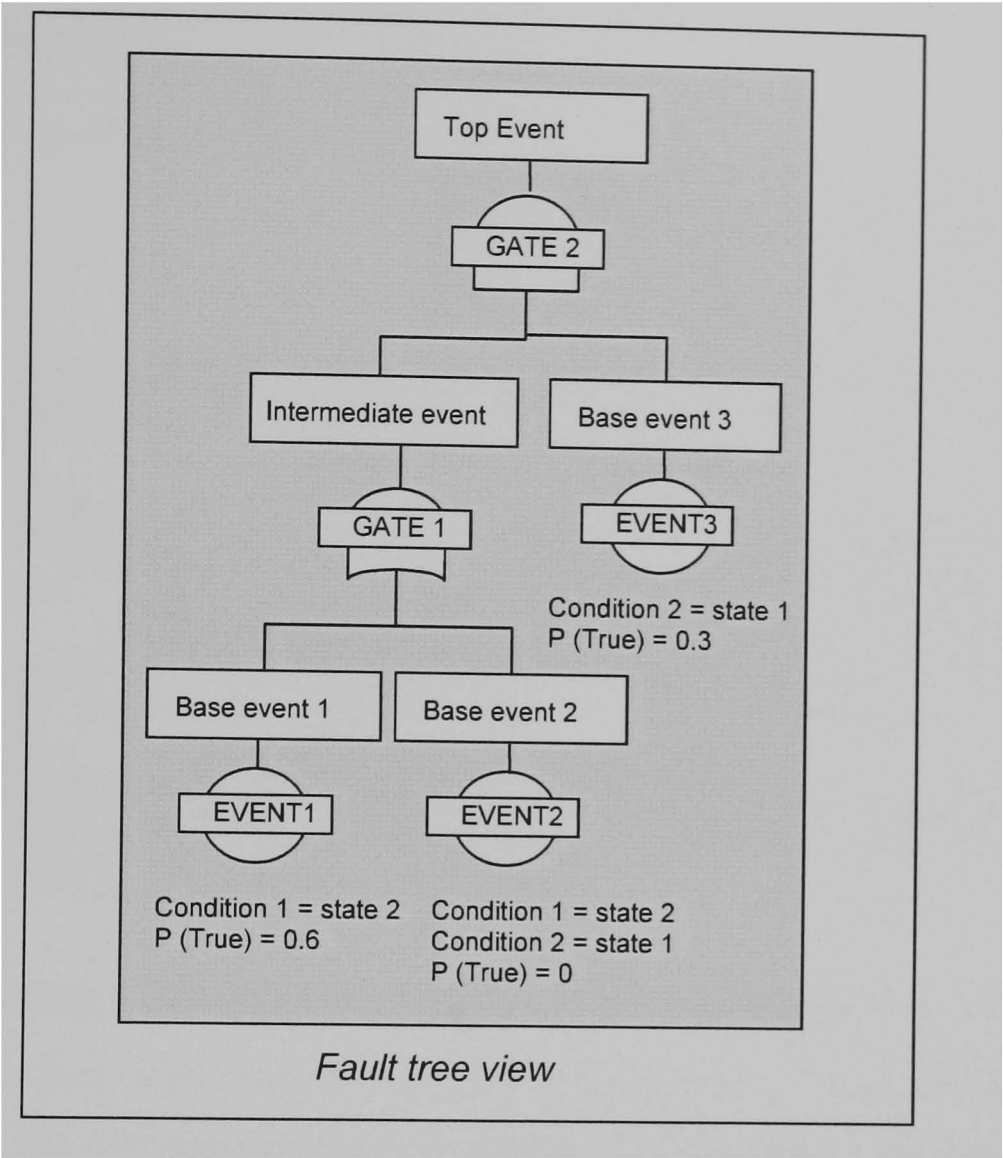 Top Event
GATE 2
Intermediate event
Base event 3
GATE 1
EVENT3
Condition 2 = state 1
P (True) = 0.3
Base event 1
Base event 2
EVENT1
EVENT2
Condition 1 = state 2
P (True) = 0.6
Condition 1 = state 2
Condition 2 = state 1
P (True) = 0
Fault tree view